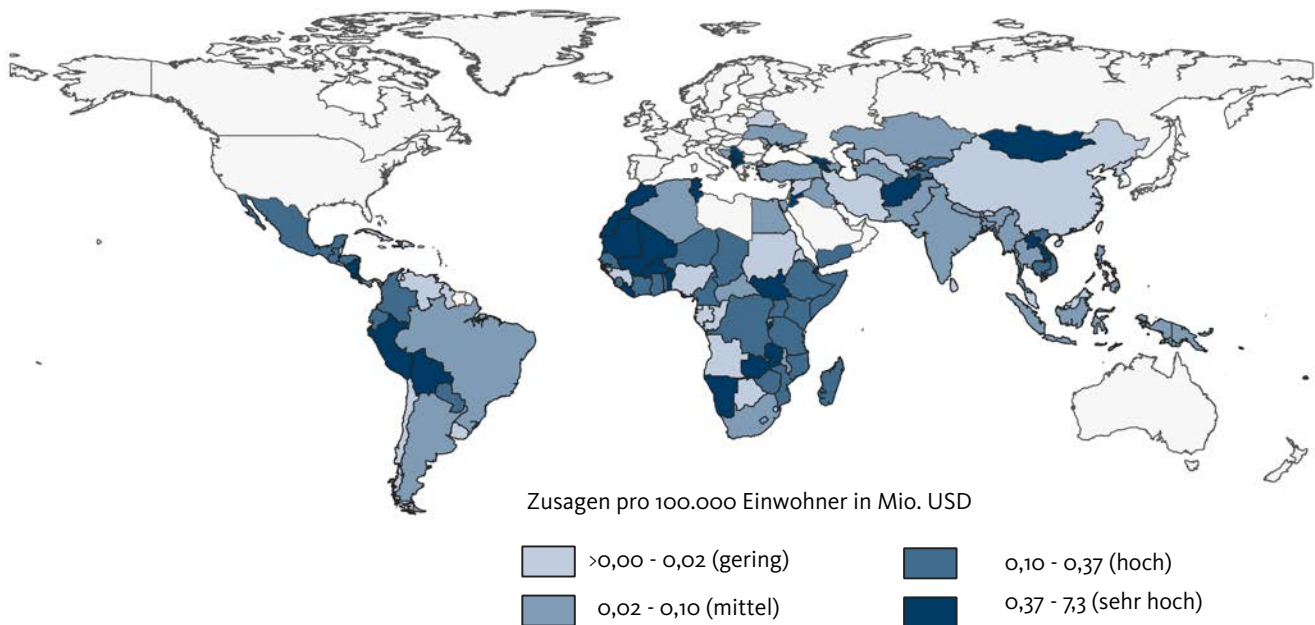 Zusagen pro 100.000 Einwohner in Mio. USD
>0,00 - 0,02 (gering)
0,10 - 0,37 (hoch)
0,02 - 0,10 (mittel)
0,37 - 7,3 (sehr hoch)